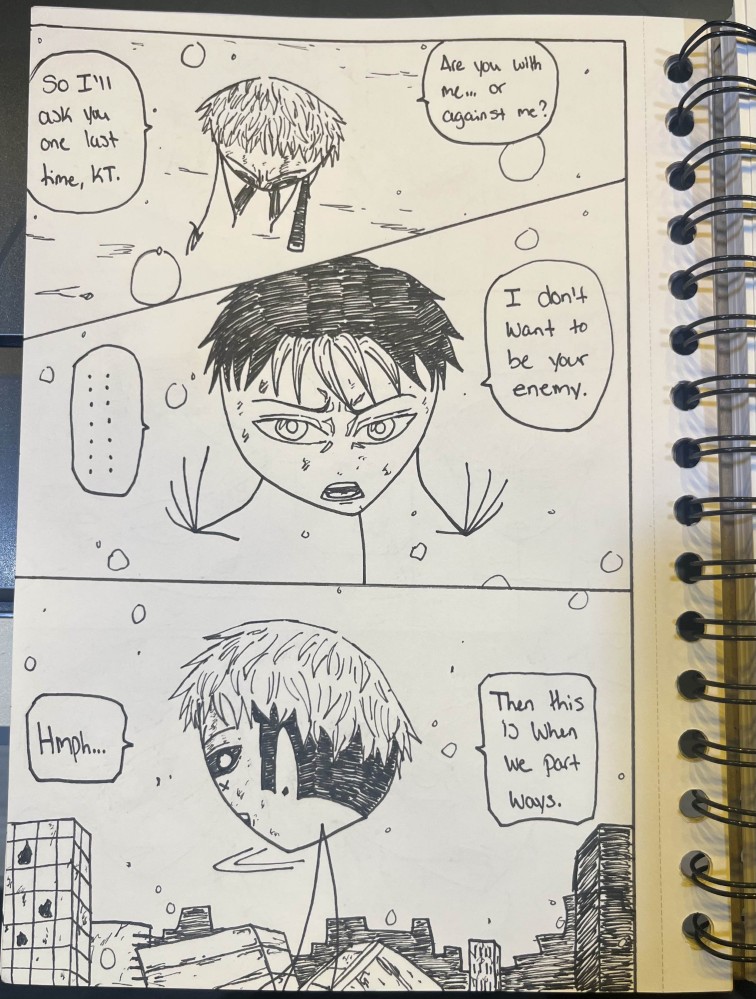 So I'll
ask you
one last
time, KT.
Are you with
me... or
against me?
..............
I don't
want to
be your
enemy.
Hmph...
Then this
is when
we part
ways.